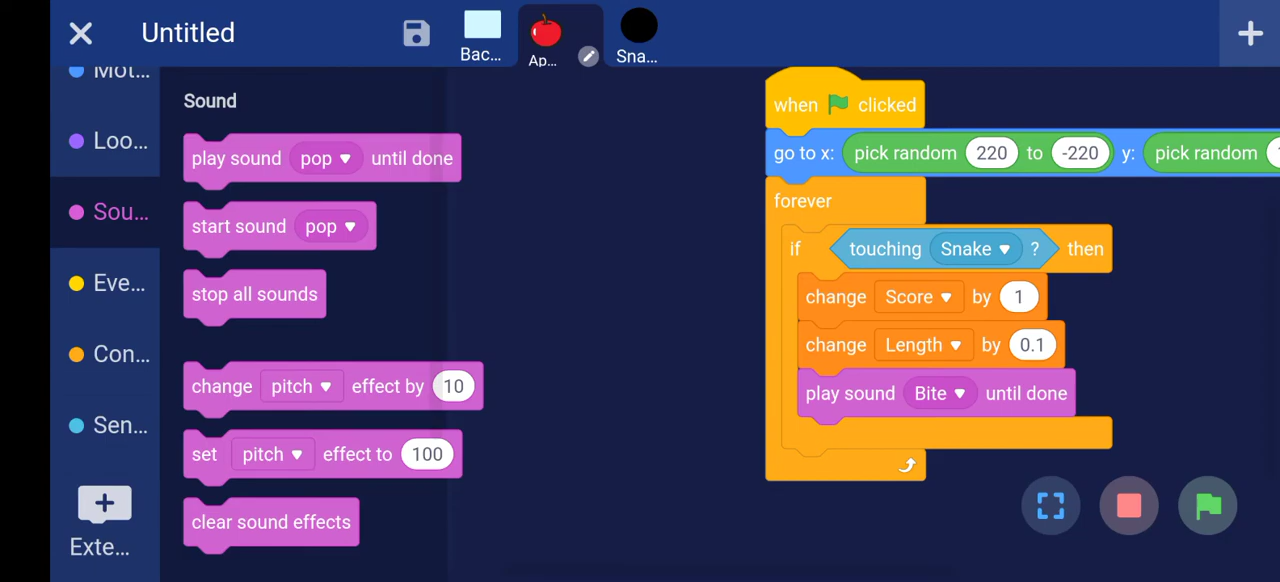 Untitled
Bac...
Ap...
Sna...
Mot...
Loo...
Sou...
Eve...
Con...
Sen...
Exte...
Sound
play sound pop until done
start sound pop
stop all sounds
change pitch effect by 10
set pitch effect to 100
clear sound effects
when clicked
go to x: pick random 220 to -220 y: pick random
forever
if touching Snake ? then
change Score by 1
change Length by 0.1
play sound Bite until done